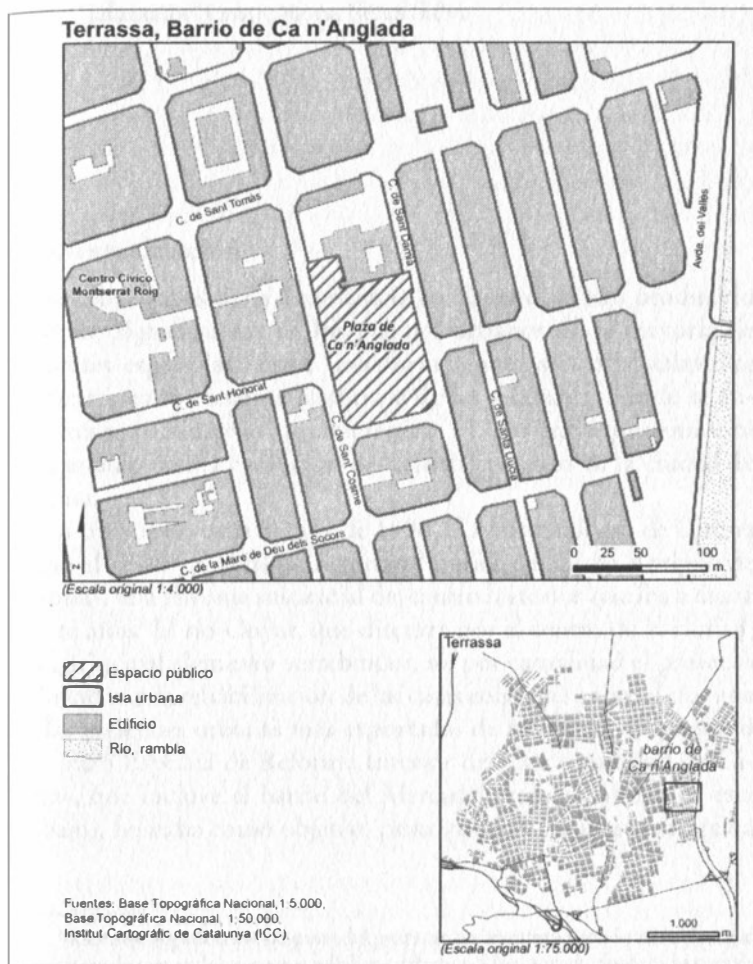 Terrassa, Barrio de Ca n'Anglada
C. de Sant Tomàs
C. de Sant Damià
Avda. del Valles
Centro Cívico
Montserrat Roig
Plaza de
Ca n'Anglada
C. de Sant Honorat
C. de Sant Cosme
C. de Santa Llúcia
C. de la Mare de Deu dels Socors
0 25 50 100
m.
(Escala original 1:4.000)
Espacio público
Isla urbana
Edificio
Río, rambla
Terrassa
barrio de
Ca n'Anglada
1.000
m.
(Escala original 1:75.000)
Fuentes: Base Topográfica Nacional, 1:5.000,
Base Topográfica Nacional, 1:50.000,
Institut Cartogràfic de Catalunya (ICC).